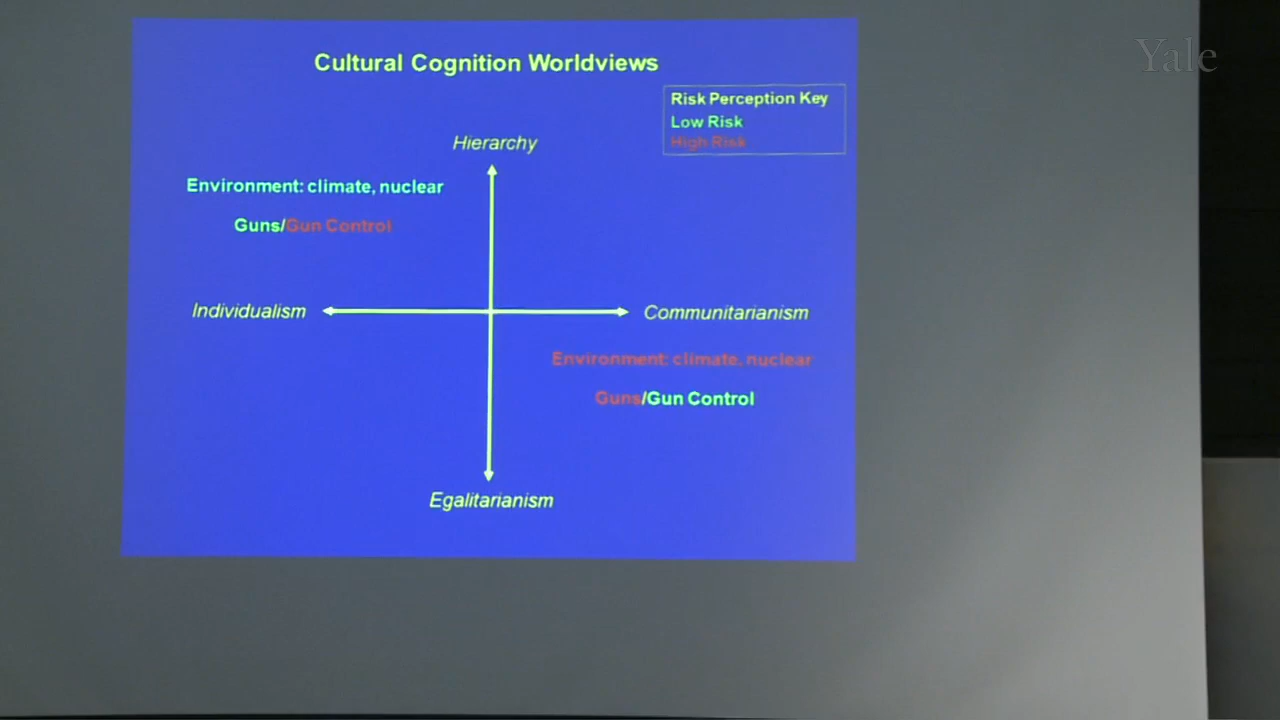 Yale
Cultural Cognition Worldviews
Risk Perception Key
Low Risk
High Risk
Hierarchy
Environment: climate, nuclear
Guns/Gun Control
Individualism
Communitarianism
Environment: climate, nuclear
Guns/Gun Control
Egalitarianism